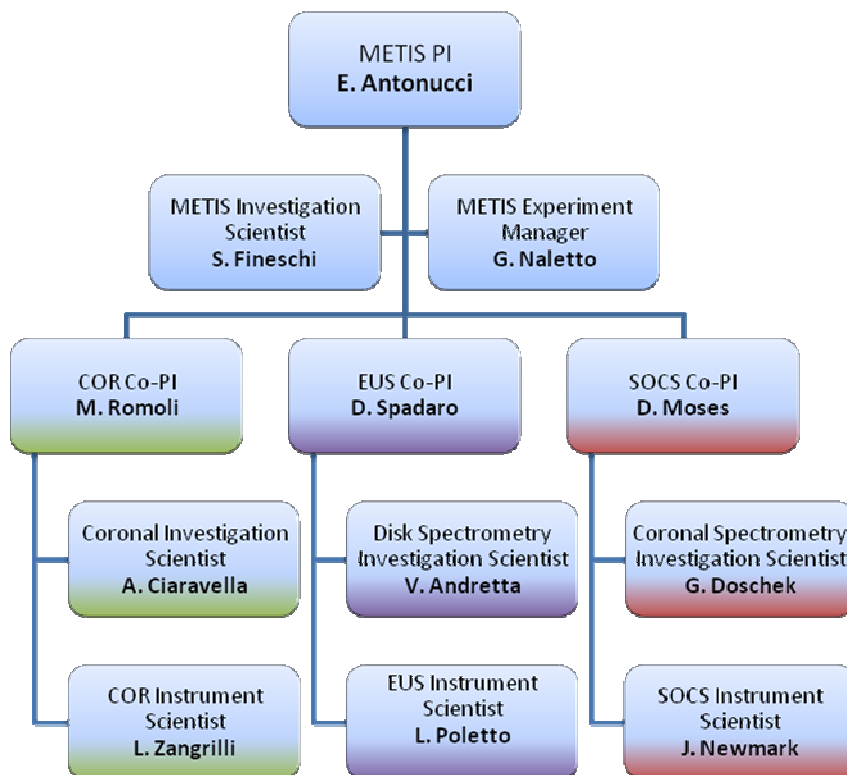 METIS PI
E. Antonucci
METIS Investigation
Scientist
S. Fineschi
METIS Experiment
Manager
G. Naletto
COR Co-PI
M. Romoli
EUS Co-PI
D. Spadaro
SOCS Co-PI
D. Moses
Coronal Investigation
Scientist
A. Ciaravella
Disk Spectrometry
Investigation Scientist
V. Andretta
Coronal Spectrometry
Investigation Scientist
G. Doschek
COR Instrument
Scientist
L. Zangrilli
EUS Instrument
Scientist
L. Poletto
SOCS Instrument
Scientist
J. Newmark